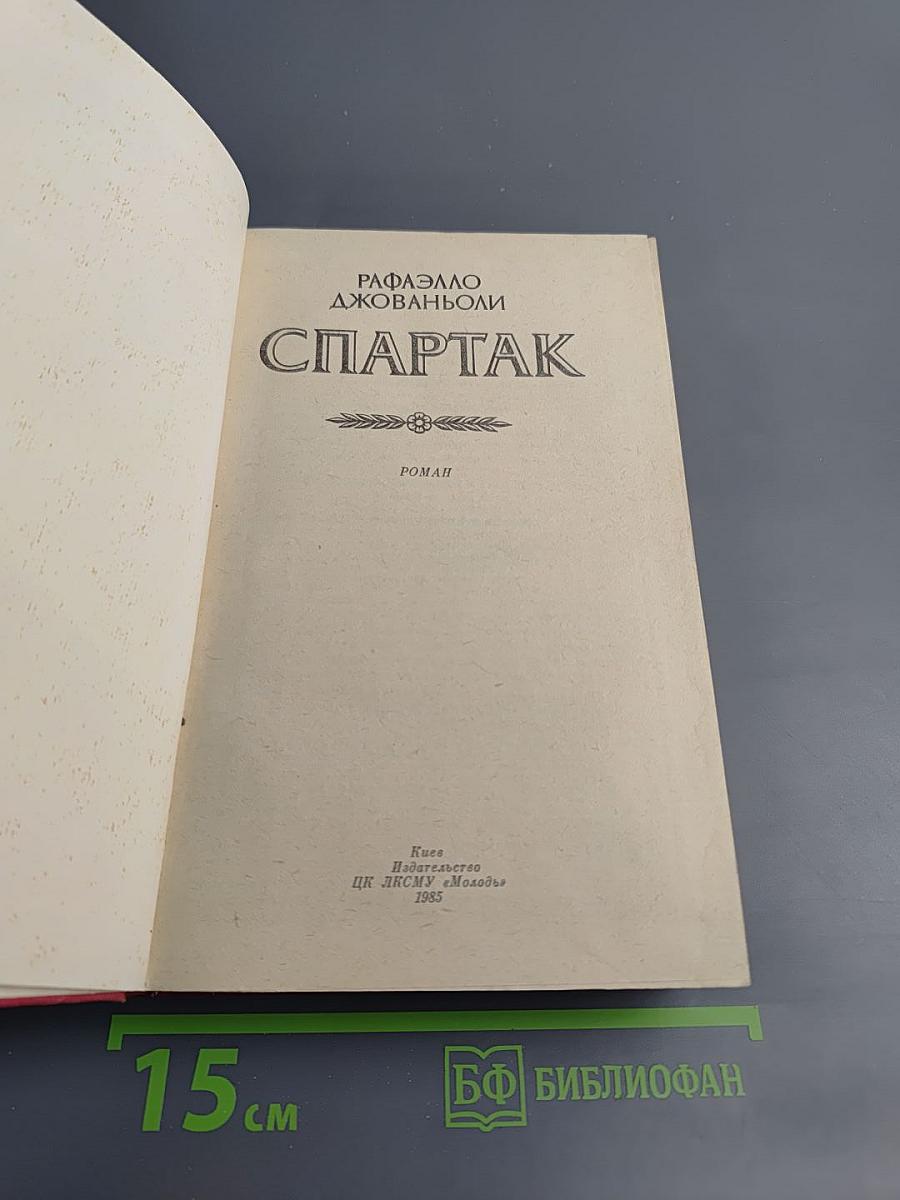 РАФАЭЛЛО
ДЖОВАНЬОЛИ
СПАРТАК
РОМАН
Киев
Издательство
ЦК ЛКСМУ «Молодь»
1985
15 см
БФ БИБЛИОФАН